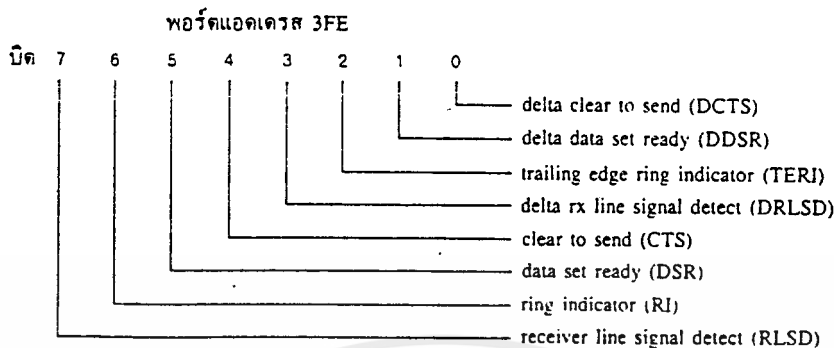 พอร์ตแอดเดรส 3FE
บิต 7 6 5 4 3 2 1 0
delta clear to send (DCTS)
delta data set ready (DDSR)
trailing edge ring indicator (TERI)
delta rx line signal detect (DRLSD)
clear to send (CTS)
data set ready (DSR)
ring indicator (RI)
receiver line signal detect (RLSD)